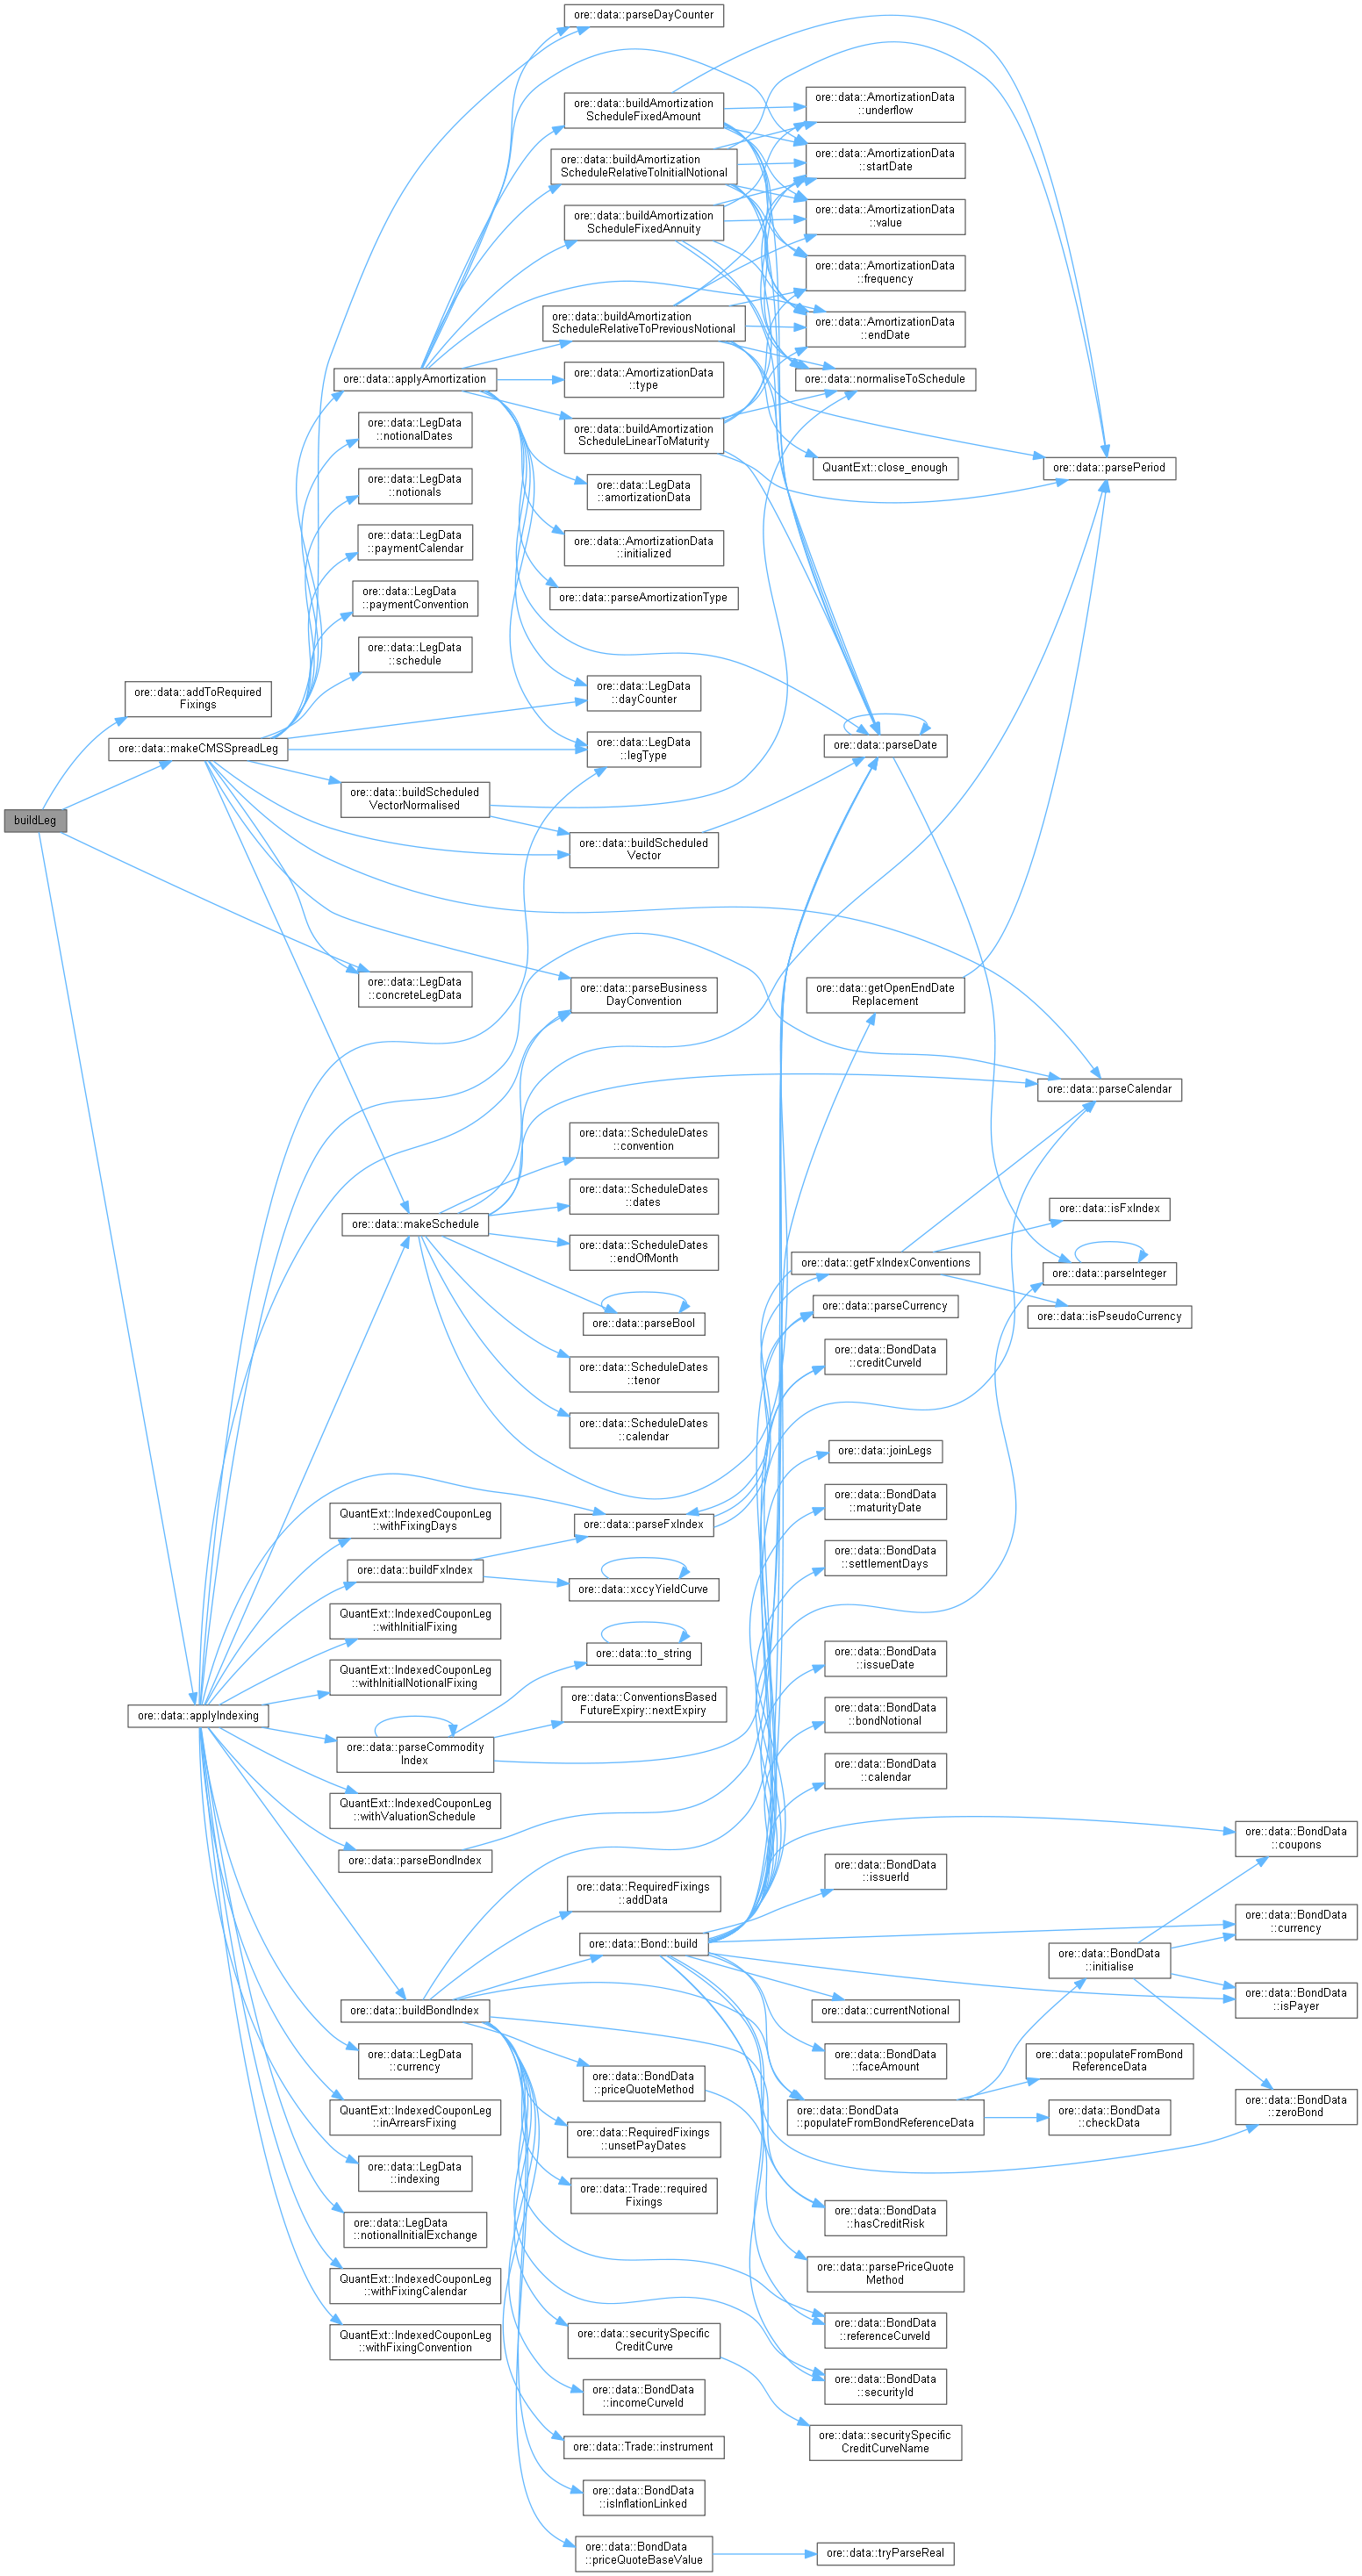 ore::data::parseDayCounter
ore::data::buildAmortization
ScheduleFixedAmount
ore::data::AmortizationData
::underflow
ore::data::buildAmortization
ScheduleRelativeToInitialNotional
ore::data::AmortizationData
::startDate
ore::data::buildAmortization
ScheduleFixedAnnuity
ore::data::AmortizationData
::value
ore::data::AmortizationData
::frequency
ore::data::buildAmortization
ScheduleRelativeToPreviousNotional
ore::data::AmortizationData
::endDate
ore::data::applyAmortization
ore::data::AmortizationData
::type
ore::data::normaliseToSchedule
ore::data::LegData
::notionalDates
ore::data::buildAmortization
ScheduleLinearToMaturity
QuantExt::close_enough
ore::data::parsePeriod
ore::data::LegData
::notionals
ore::data::LegData
::amortizationData
ore::data::LegData
::paymentCalendar
ore::data::AmortizationData
::initialized
ore::data::LegData
::paymentConvention
ore::data::parseAmortizationType
ore::data::LegData
::schedule
ore::data::addToRequired
Fixings
ore::data::LegData
::dayCounter
ore::data::makeCMSSpreadLeg
ore::data::LegData
::legType
ore::data::parseDate
ore::data::buildScheduled
VectorNormalised
buildLeg
ore::data::buildScheduled
Vector
ore::data::LegData
::concreteLegData
ore::data::parseBusiness
DayConvention
ore::data::getOpenEndDate
Replacement
ore::data::parseCalendar
ore::data::ScheduleDates
::convention
ore::data::ScheduleDates
::dates
ore::data::isFxIndex
ore::data::makeSchedule
ore::data::ScheduleDates
::endOfMonth
ore::data::getFxIndexConventions
ore::data::parseInteger
ore::data::parseBool
ore::data::parseCurrency
ore::data::isPseudoCurrency
ore::data::ScheduleDates
::tenor
ore::data::BondData
::creditCurveId
ore::data::ScheduleDates
::calendar
ore::data::joinLegs
QuantExt::IndexedCouponLeg
::withFixingDays
ore::data::parseFxIndex
ore::data::BondData
::maturityDate
ore::data::buildFxIndex
ore::data::xccyYieldCurve
ore::data::BondData
::settlementDays
QuantExt::IndexedCouponLeg
::withInitialFixing
ore::data::to_string
ore::data::BondData
::issueDate
QuantExt::IndexedCouponLeg
::withInitialNotionalFixing
ore::data::ConventionsBased
FutureExpiry::nextExpiry
ore::data::BondData
::bondNotional
ore::data::applyIndexing
ore::data::parseCommodity
Index
ore::data::BondData
::calendar
QuantExt::IndexedCouponLeg
::withValuationSchedule
ore::data::BondData
::coupons
ore::data::parseBondIndex
ore::data::RequiredFixings
::addData
ore::data::BondData
::issuerId
ore::data::BondData
::currency
ore::data::Bond::build
ore::data::BondData
::initialise
ore::data::BondData
::isPayer
ore::data::buildBondIndex
ore::data::currentNotional
ore::data::LegData
::currency
ore::data::BondData
::faceAmount
ore::data::populateFromBond
ReferenceData
ore::data::BondData
::priceQuoteMethod
ore::data::BondData
::zeroBond
QuantExt::IndexedCouponLeg
::inArrearsFixing
ore::data::BondData
::populateFromBondReferenceData
ore::data::BondData
::checkData
ore::data::RequiredFixings
::unsetPayDates
ore::data::LegData
::indexing
ore::data::Trade::required
Fixings
ore::data::BondData
::hasCreditRisk
ore::data::LegData
::notionalInitialExchange
ore::data::parsePriceQuote
Method
QuantExt::IndexedCouponLeg
::withFixingCalendar
ore::data::BondData
::referenceCurveId
QuantExt::IndexedCouponLeg
::withFixingConvention
ore::data::securitySpecific
CreditCurve
ore::data::BondData
::securityId
ore::data::BondData
::incomeCurveId
ore::data::securitySpecific
CreditCurveName
ore::data::Trade::instrument
ore::data::BondData
::isInflationLinked
ore::data::BondData
::priceQuoteBaseValue
ore::data::tryParseReal